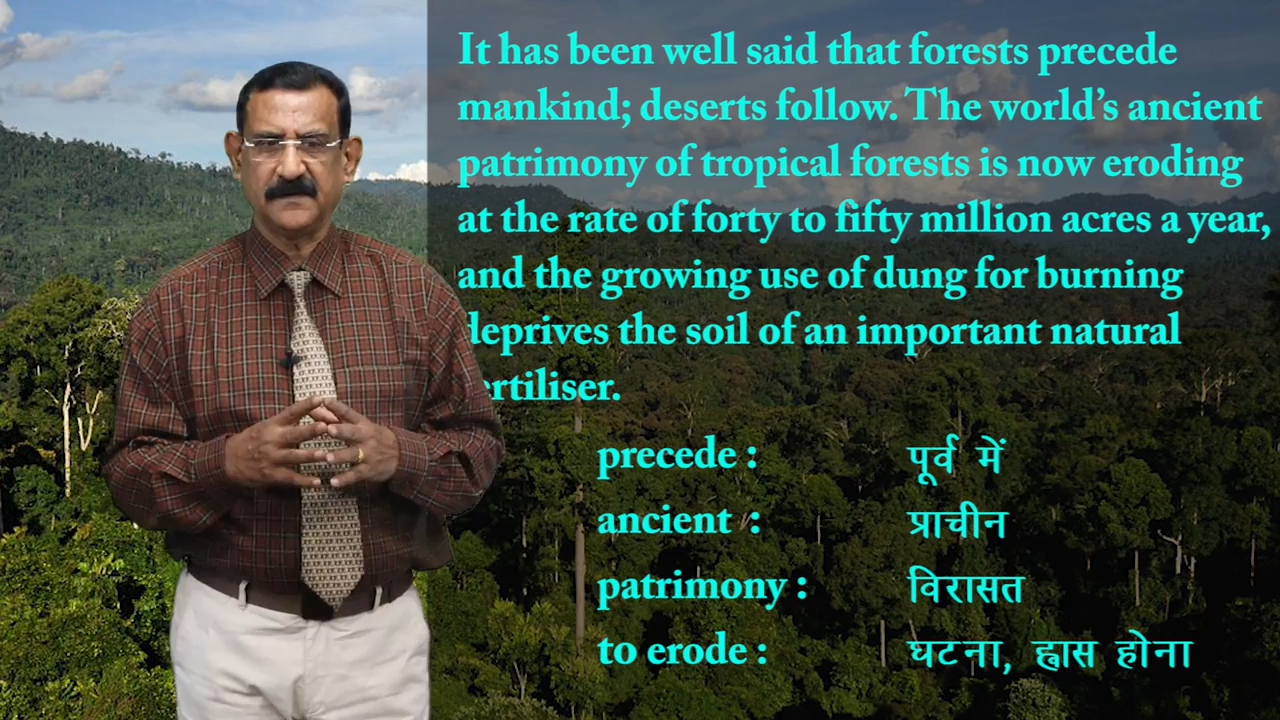 It has been well said that forests precede
mankind; deserts follow. The world's ancient
patrimony of tropical forests is now eroding
at the rate of forty to fifty million acres a year,
and the growing use of dung for burning
deprives the soil of an important natural
ertiliser.
precede : पूर्व में
ancient : प्राचीन
patrimony : विरासत
to erode : घटना, ह्रास होना